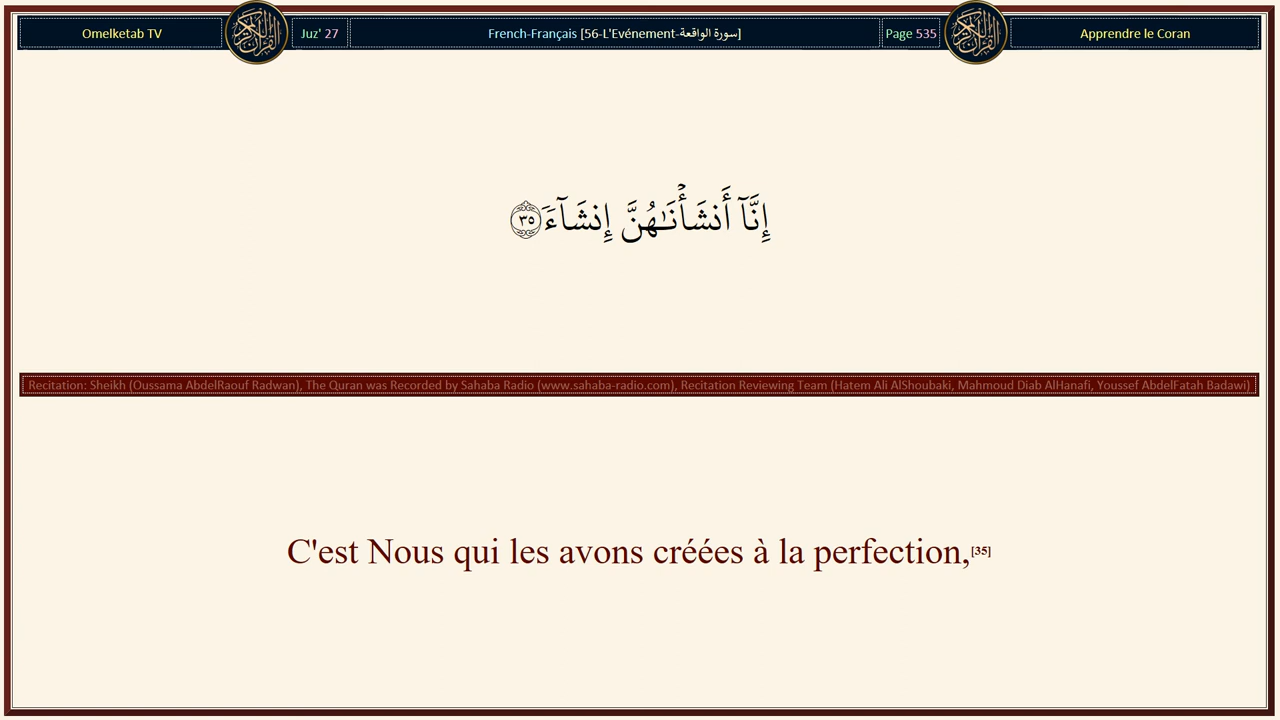 Omelketab TV
Juz' 27
French-Français [56-L'Evénement-سورة الواقعة]
Page 535
Apprendre le Coran
إِنَّآ أَنشَأْنَـٰهُنَّ إِنشَآءً ٣٥
Recitation: Sheikh (Oussama AbdelRaouf Radwan), The Quran was Recorded by Sahaba Radio (www.sahaba-radio.com), Recitation Reviewing Team (Hatem Ali AlShoubaki, Mahmoud Diab AlHanafi, Youssef AbdelFatah Badawi)
C'est Nous qui les avons créées à la perfection,[35]